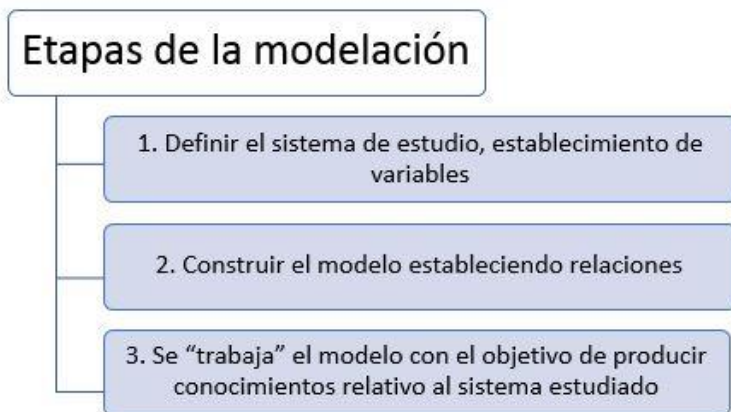 Etapas de la modelación
1. Definir el sistema de estudio, establecimiento de
variables
2. Construir el modelo estableciendo relaciones
3. Se “trabaja” el modelo con el objetivo de producir
conocimientos relativo al sistema estudiado